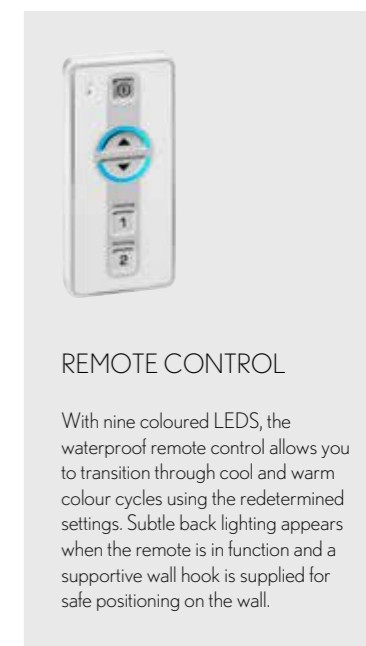 1
2
REMOTE CONTROL
With nine coloured LEDS, the
waterproof remote control allows you
to transition through cool and warm
colour cycles using the redetermined
settings. Subtle back lighting appears
when the remote is in function and a
supportive wall hook is supplied for
safe positioning on the wall.